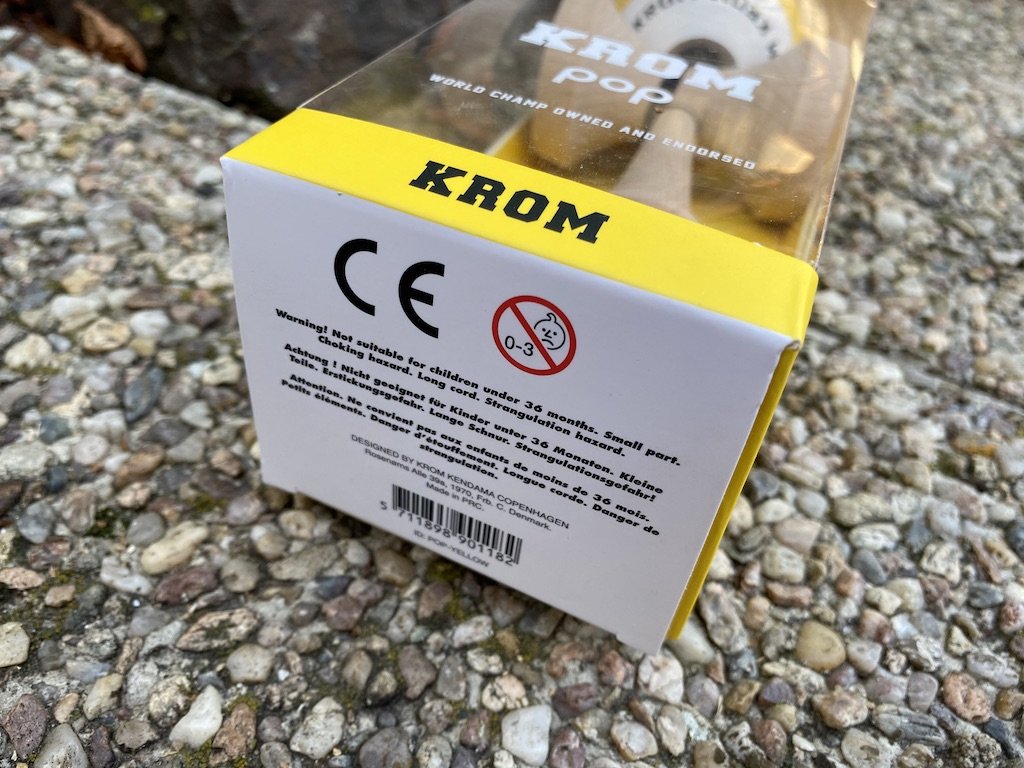 KROM
pop
WORLD CHAMP OWNED AND ENDORSED
KROM
CE
0-3
Warning! Not suitable for children under 36 months. Small part.
Choking hazard. Long cord. Strangulation hazard.
Achtung ! Nicht geeignet für Kinder unter 36 Monaten. Kleine
Teile. Erstickungsgefahr. Lange Schnur. Strangulationsgefahr!
Attention. Ne convient pas aux enfants de moins de 36 mois.
Petits éléments. Danger d'étouffement. Longue corde. Danger de
strangulation.
DESIGNED BY KROM KENDAMA COPENHAGEN
Rosenørns Alle 39a, 1970, Frb. C. Denmark.
Made in PRC.
5 711898 901182
ID: POP-YELLOW